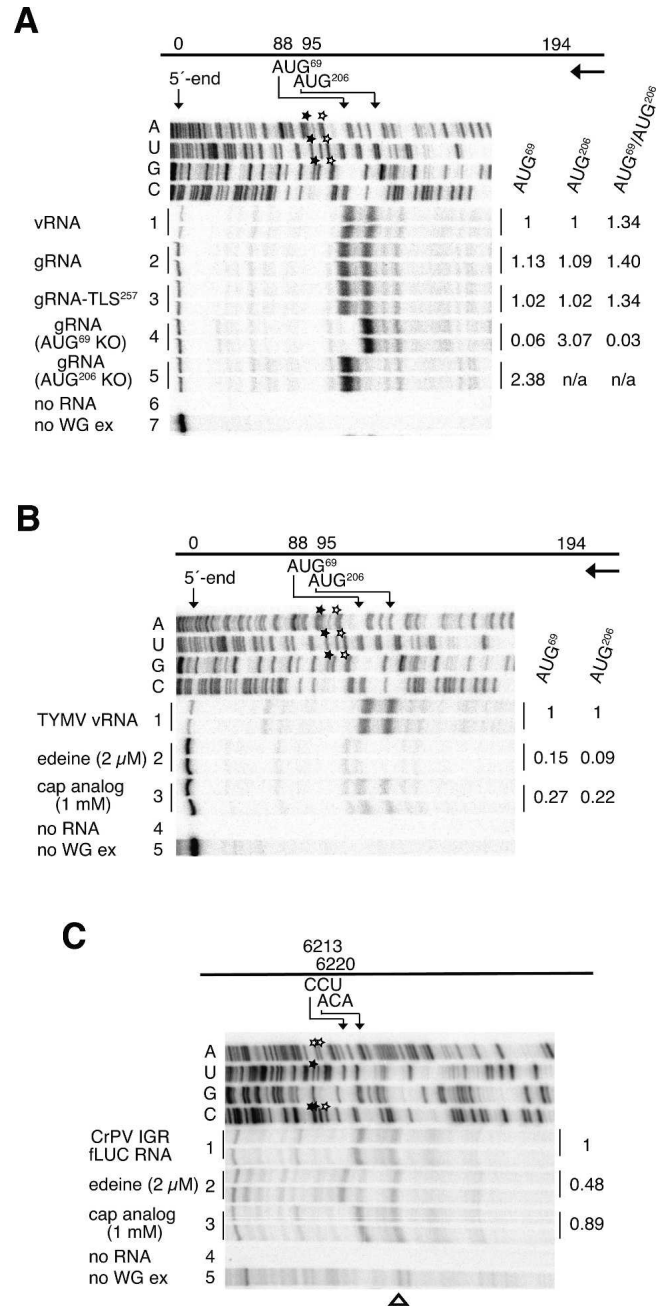 A
0 88 95 194
AUG⁶⁹
AUG²⁰⁶
5´-end
A
U
G
C
AUG⁶⁹ AUG²⁰⁶ AUG⁶⁹/AUG²⁰⁶
vRNA 1 1 1 1.34
gRNA 2 1.13 1.09 1.40
gRNA-TLS²⁵⁷ 3 1.02 1.02 1.34
gRNA
(AUG⁶⁹ KO) 4 0.06 3.07 0.03
gRNA
(AUG²⁰⁶ KO) 5 2.38 n/a n/a
no RNA 6
no WG ex 7
B
0 88 95 194
AUG⁶⁹
AUG²⁰⁶
5´-end
A
U
G
C
AUG⁶⁹ AUG²⁰⁶
TYMV vRNA 1 1 1
edeine (2 µM) 2 0.15 0.09
cap analog
(1 mM) 3 0.27 0.22
no RNA 4
no WG ex 5
C
6213
6220
CCU
ACA
A
U
G
C
CrPV IGR
fLUC RNA 1 1
edeine (2 µM) 2 0.48
cap analog
(1 mM) 3 0.89
no RNA 4
no WG ex 5